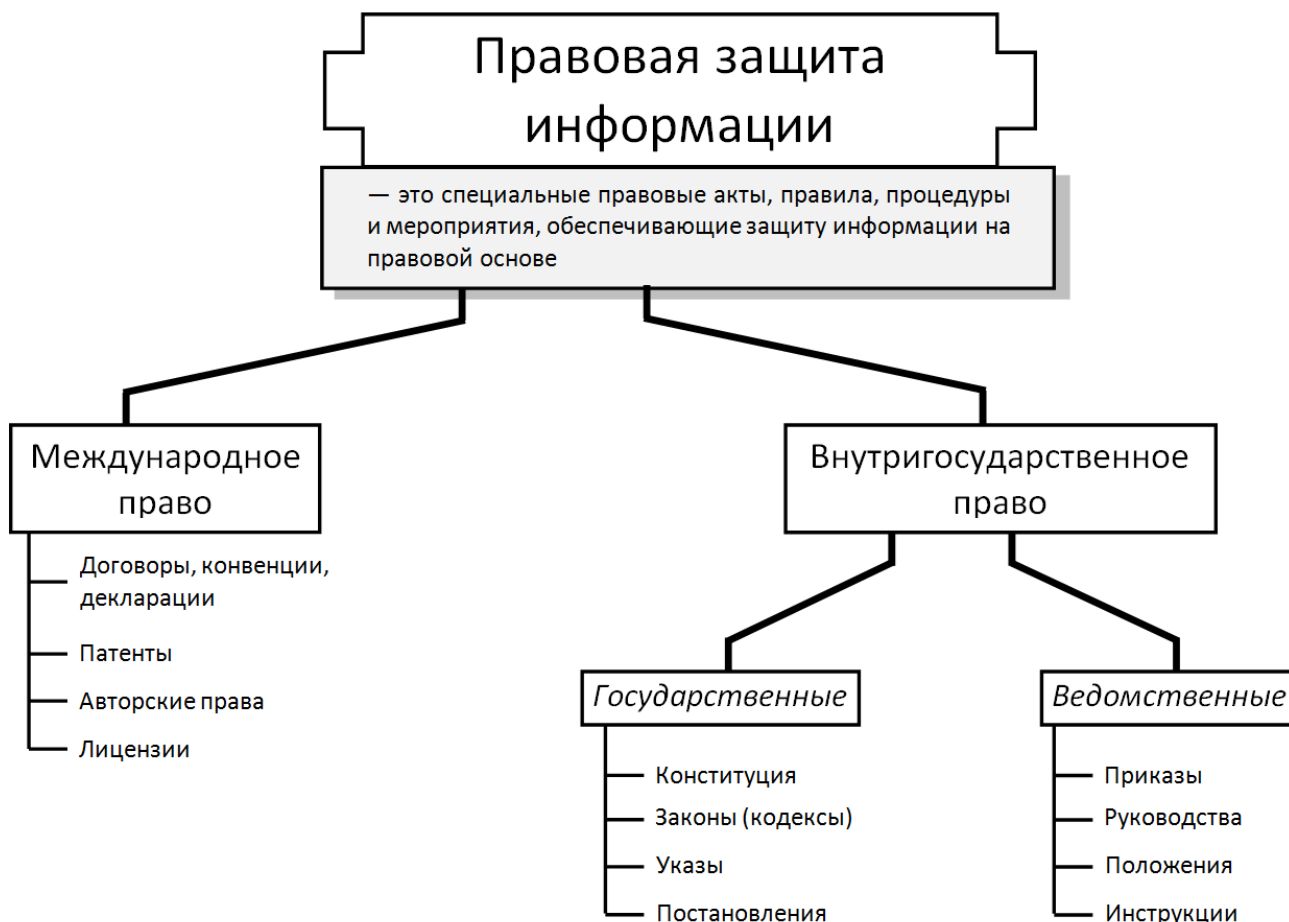 Правовая защита
информации
— это специальные правовые акты, правила, процедуры
и мероприятия, обеспечивающие защиту информации на
правовой основе
Международное
право
Договоры, конвенции,
декларации
Патенты
Авторские права
Лицензии
Внутригосударственное
право
Государственные
Конституция
Законы (кодексы)
Указы
Постановления
Ведомственные
Приказы
Руководства
Положения
Инструкции